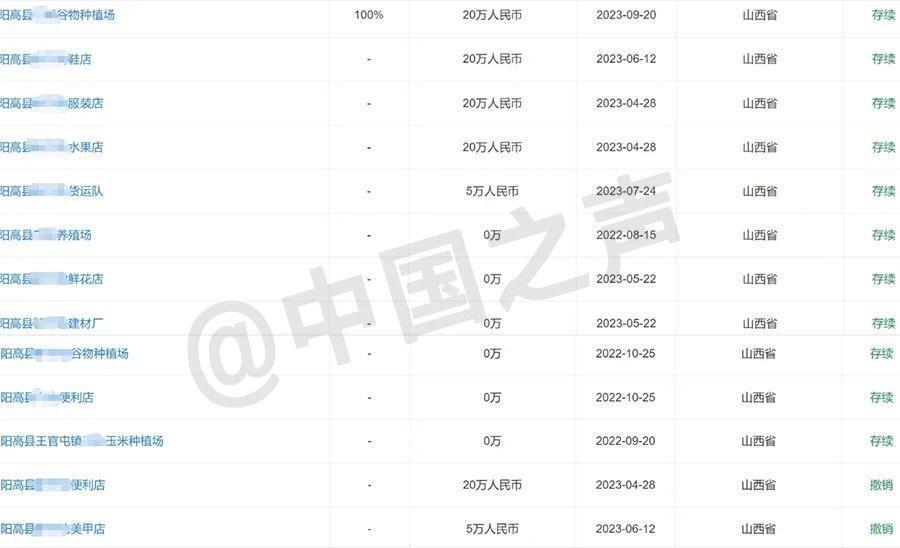 阳高县 谷物种植场 100% 20万人民币 2023-09-20 山西省 存续
阳高县 鞋店 - 20万人民币 2023-06-12 山西省 存续
阳高县 服装店 - 20万人民币 2023-04-28 山西省 存续
阳高县 水果店 - 20万人民币 2023-04-28 山西省 存续
阳高县 货运队 - 5万人民币 2023-07-24 山西省 存续
阳高县 养殖场 - 0万 2022-08-15 山西省 存续
阳高县 鲜花店 - 0万 2023-05-22 山西省 存续
阳高县 建材厂 - 0万 2023-05-22 山西省 存续
阳高县 谷物种植场 - 0万 2022-10-25 山西省 存续
阳高县 便利店 - 0万 2022-10-25 山西省 存续
阳高县王官屯镇 玉米种植场 - 0万 2022-09-20 山西省 存续
阳高县 便利店 - 20万人民币 2023-04-28 山西省 撤销
阳高县 美甲店 - 5万人民币 2023-06-12 山西省 撤销
@中国之声